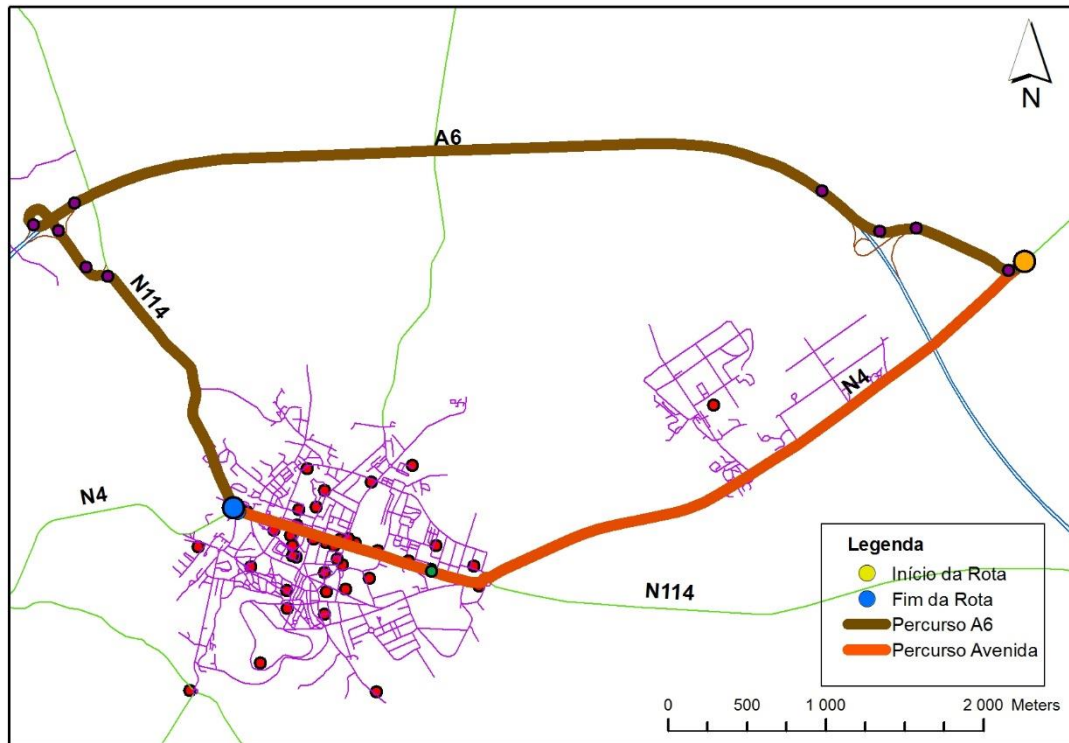 N
A6
N114
N4
N4
N114
Legenda
Início da Rota
Fim da Rota
Percurso A6
Percurso Avenida
0 500 1 000 2 000 Meters